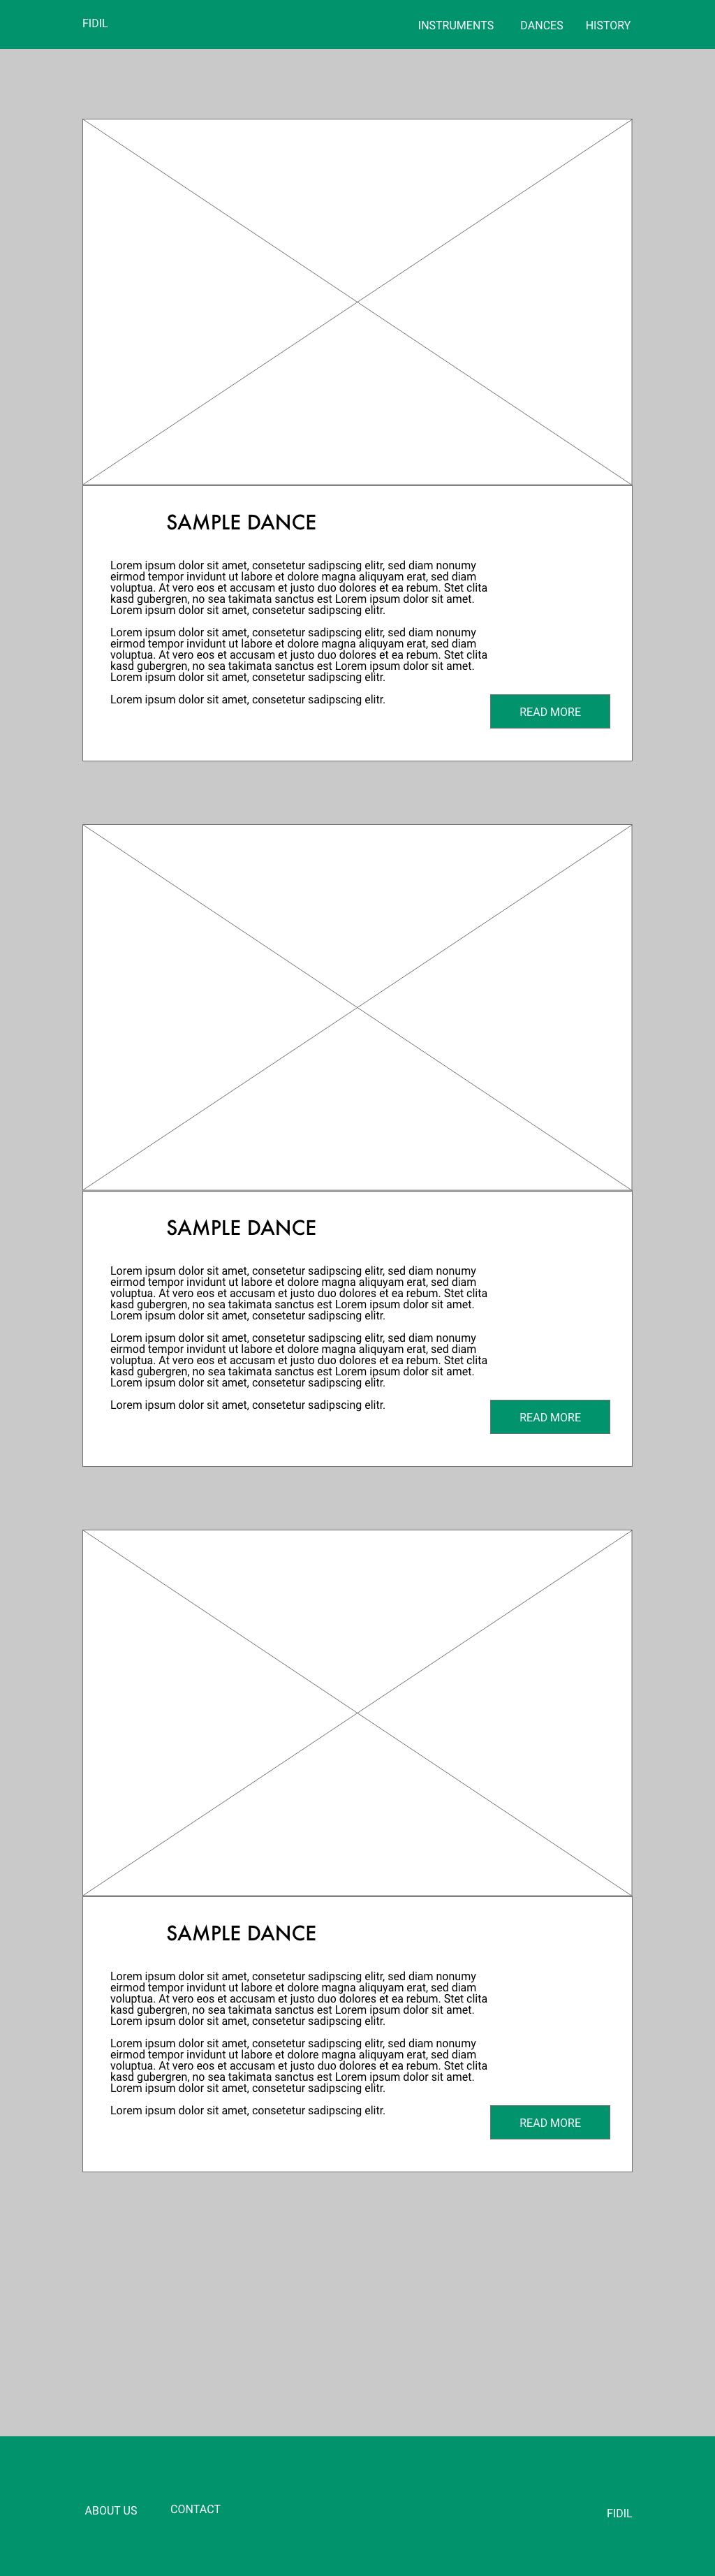 FIDIL
INSTRUMENTS DANCES HISTORY
SAMPLE DANCE
Lorem ipsum dolor sit amet, consetetur sadipscing elitr, sed diam nonumy
eirmod tempor invidunt ut labore et dolore magna aliquyam erat, sed diam
voluptua. At vero eos et accusam et justo duo dolores et ea rebum. Stet clita
kasd gubergren, no sea takimata sanctus est Lorem ipsum dolor sit amet.
Lorem ipsum dolor sit amet, consetetur sadipscing elitr.
Lorem ipsum dolor sit amet, consetetur sadipscing elitr, sed diam nonumy
eirmod tempor invidunt ut labore et dolore magna aliquyam erat, sed diam
voluptua. At vero eos et accusam et justo duo dolores et ea rebum. Stet clita
kasd gubergren, no sea takimata sanctus est Lorem ipsum dolor sit amet.
Lorem ipsum dolor sit amet, consetetur sadipscing elitr.
Lorem ipsum dolor sit amet, consetetur sadipscing elitr.
READ MORE
SAMPLE DANCE
Lorem ipsum dolor sit amet, consetetur sadipscing elitr, sed diam nonumy
eirmod tempor invidunt ut labore et dolore magna aliquyam erat, sed diam
voluptua. At vero eos et accusam et justo duo dolores et ea rebum. Stet clita
kasd gubergren, no sea takimata sanctus est Lorem ipsum dolor sit amet.
Lorem ipsum dolor sit amet, consetetur sadipscing elitr.
Lorem ipsum dolor sit amet, consetetur sadipscing elitr, sed diam nonumy
eirmod tempor invidunt ut labore et dolore magna aliquyam erat, sed diam
voluptua. At vero eos et accusam et justo duo dolores et ea rebum. Stet clita
kasd gubergren, no sea takimata sanctus est Lorem ipsum dolor sit amet.
Lorem ipsum dolor sit amet, consetetur sadipscing elitr.
Lorem ipsum dolor sit amet, consetetur sadipscing elitr.
READ MORE
SAMPLE DANCE
Lorem ipsum dolor sit amet, consetetur sadipscing elitr, sed diam nonumy
eirmod tempor invidunt ut labore et dolore magna aliquyam erat, sed diam
voluptua. At vero eos et accusam et justo duo dolores et ea rebum. Stet clita
kasd gubergren, no sea takimata sanctus est Lorem ipsum dolor sit amet.
Lorem ipsum dolor sit amet, consetetur sadipscing elitr.
Lorem ipsum dolor sit amet, consetetur sadipscing elitr, sed diam nonumy
eirmod tempor invidunt ut labore et dolore magna aliquyam erat, sed diam
voluptua. At vero eos et accusam et justo duo dolores et ea rebum. Stet clita
kasd gubergren, no sea takimata sanctus est Lorem ipsum dolor sit amet.
Lorem ipsum dolor sit amet, consetetur sadipscing elitr.
Lorem ipsum dolor sit amet, consetetur sadipscing elitr.
READ MORE
ABOUT US CONTACT
FIDIL